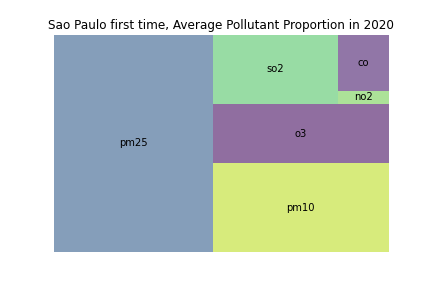 Sao Paulo first time, Average Pollutant Proportion in 2020
so2
co
no2
pm25
o3
pm10